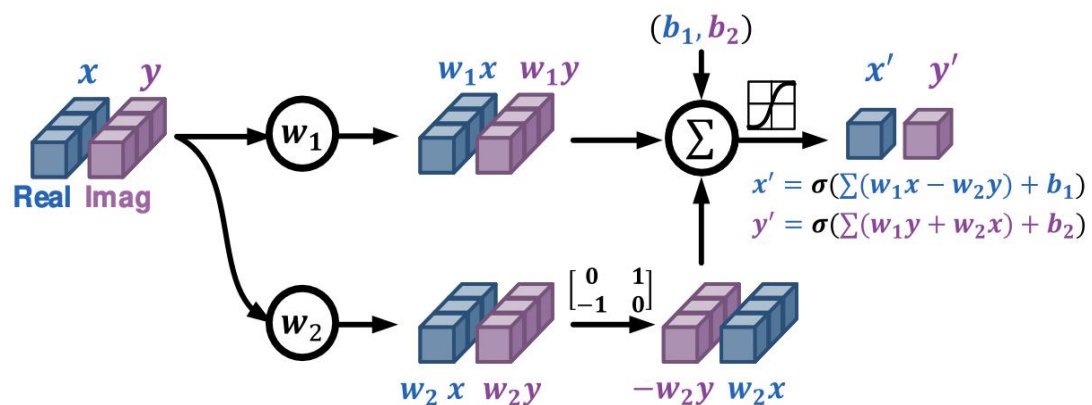 (b₁, b₂)
x y
w₁x w₁y
x′ y′
w₁
∑
Real Imag
x′ = σ(∑(w₁x − w₂y) + b₁)
y′ = σ(∑(w₁y + w₂x) + b₂)
[0 1
−1 0]
w₂
w₂ x w₂y
−w₂y w₂x